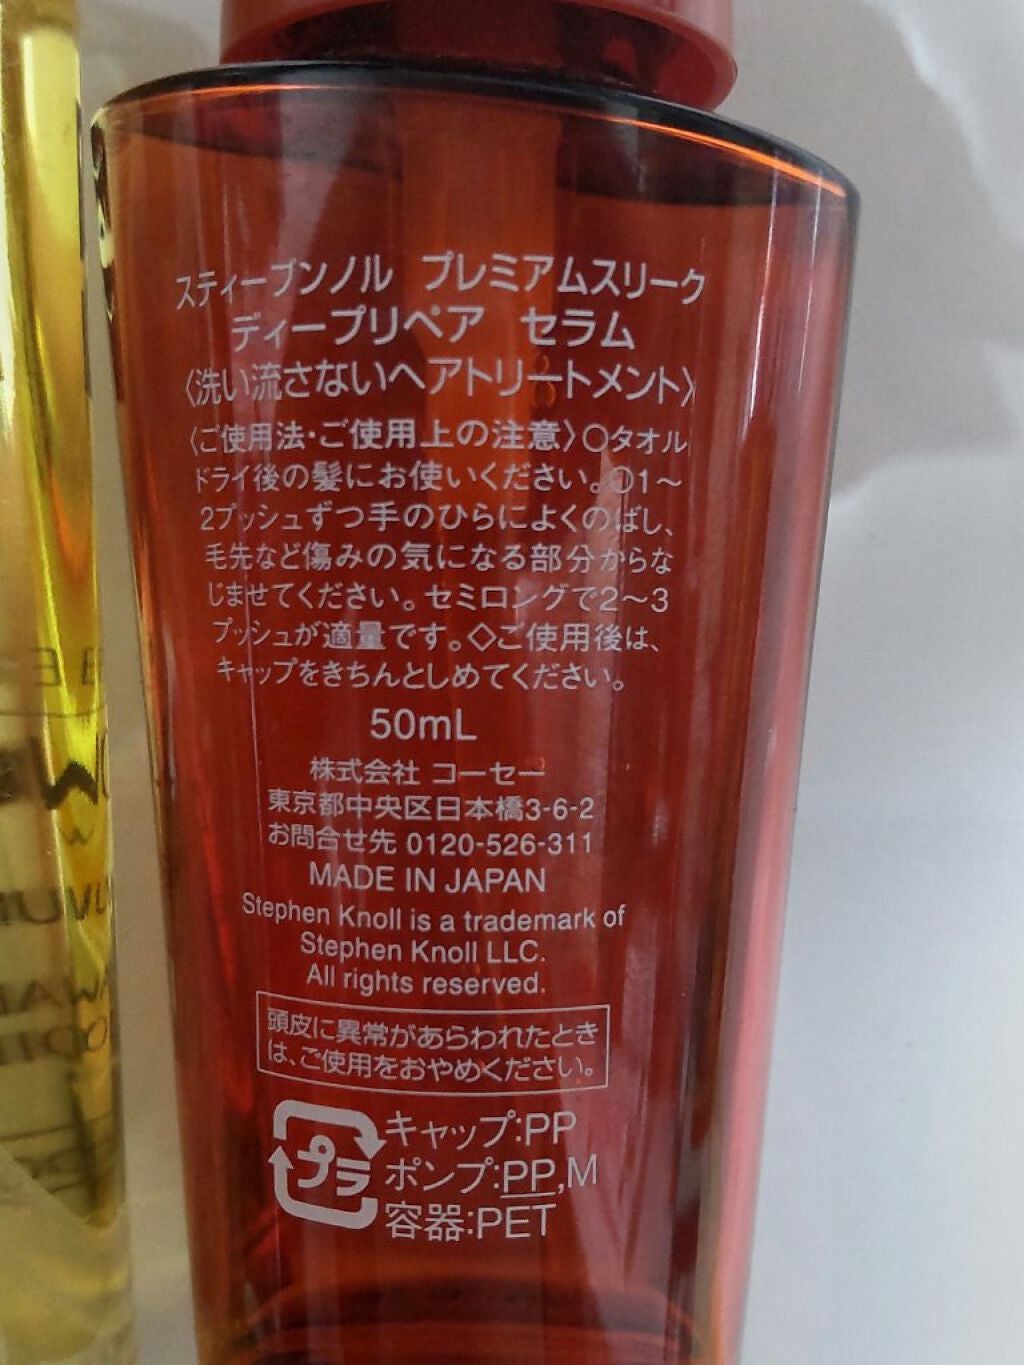 スティーブンノル プレミアムスリーク
ディープリペア セラム
〈洗い流さないヘアトリートメント〉
〈ご使用法・ご使用上の注意〉○タオル
ドライ後の髪にお使いください。○1〜
2プッシュずつ手のひらによくのばし、
毛先など傷みの気になる部分からな
じませてください。セミロングで2〜3
プッシュが適量です。◇ご使用後は、
キャップをきちんとしめてください。
50mL
株式会社 コーセー
東京都中央区日本橋3-6-2
お問合せ先 0120-526-311
MADE IN JAPAN
Stephen Knoll is a trademark of
Stephen Knoll LLC.
All rights reserved.
頭皮に異常があらわれたとき
は、ご使用をおやめください。
プラ
キャップ:PP
ポンプ:PP,M
容器:PET